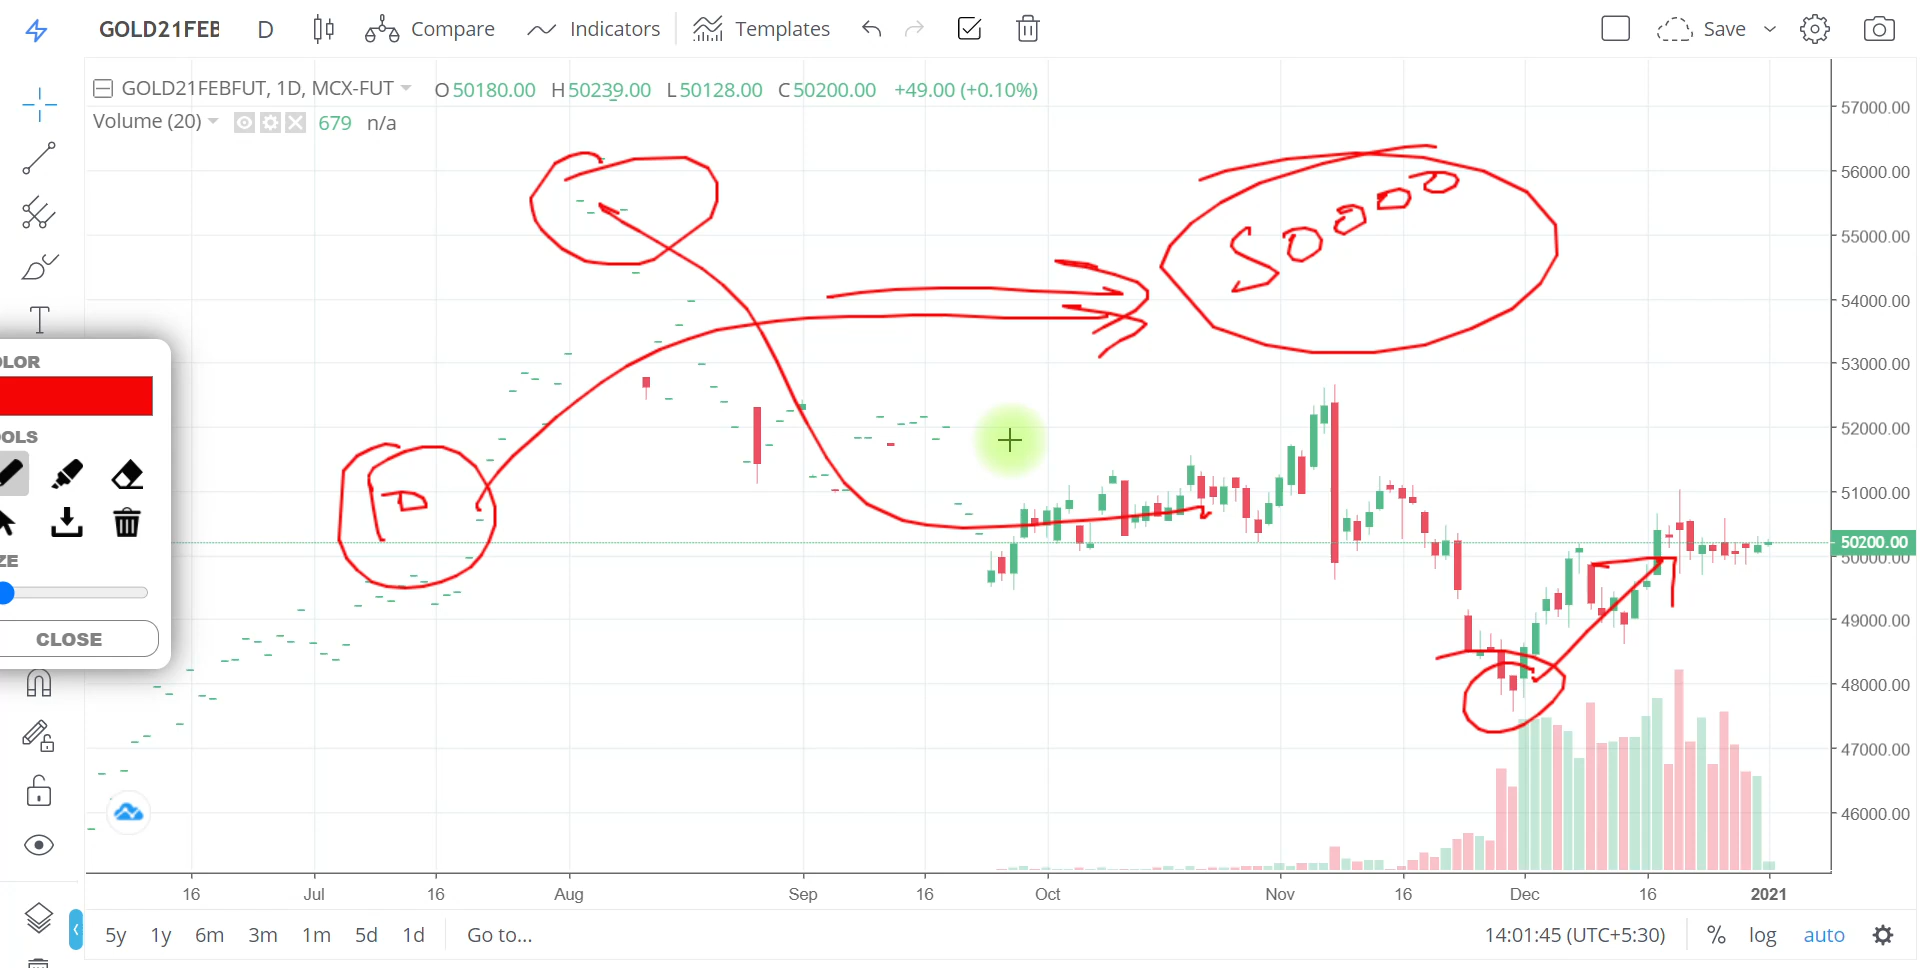 GOLD21FEB D Compare Indicators Templates Save
GOLD21FEBFUT, 1D, MCX-FUT O50180.00 H50239.00 L50128.00 C50200.00 +49.00 (+0.10%)
Volume (20) 679 n/a
57000.00
56000.00
55000.00
54000.00
53000.00
52000.00
51000.00
50200.00
50000.00
49000.00
48000.00
47000.00
46000.00
50000
T
OLOR
OOLS
ZE
CLOSE
16 Jul 16 Aug Sep 16 Oct Nov 16 Dec 16 2021
5y 1y 6m 3m 1m 5d 1d Go to... 14:01:45 (UTC+5:30) % log auto